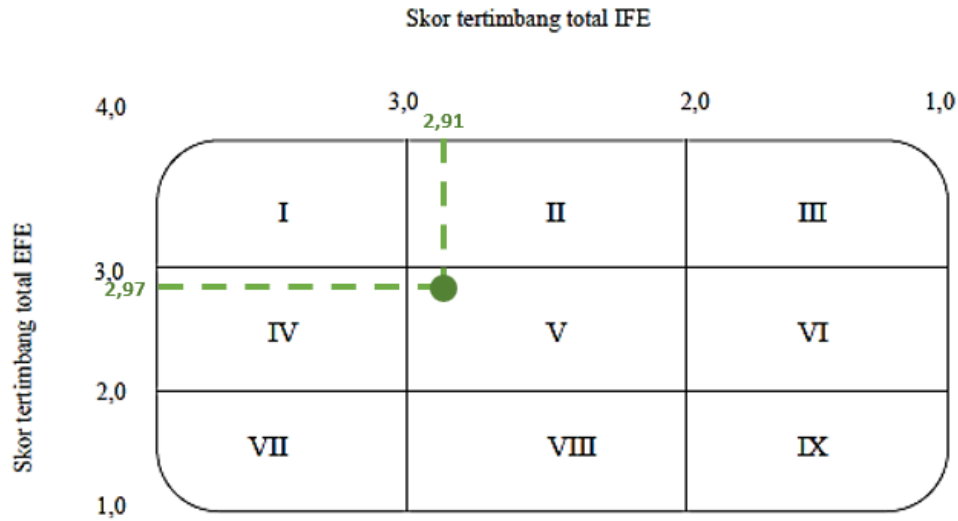 Skor tertimbang total IFE
4,0 3,0 2,0 1,0
2,91
I II III
Skor tertimbang total EFE
3,0
2,97
IV V VI
2,0
VII VIII IX
1,0